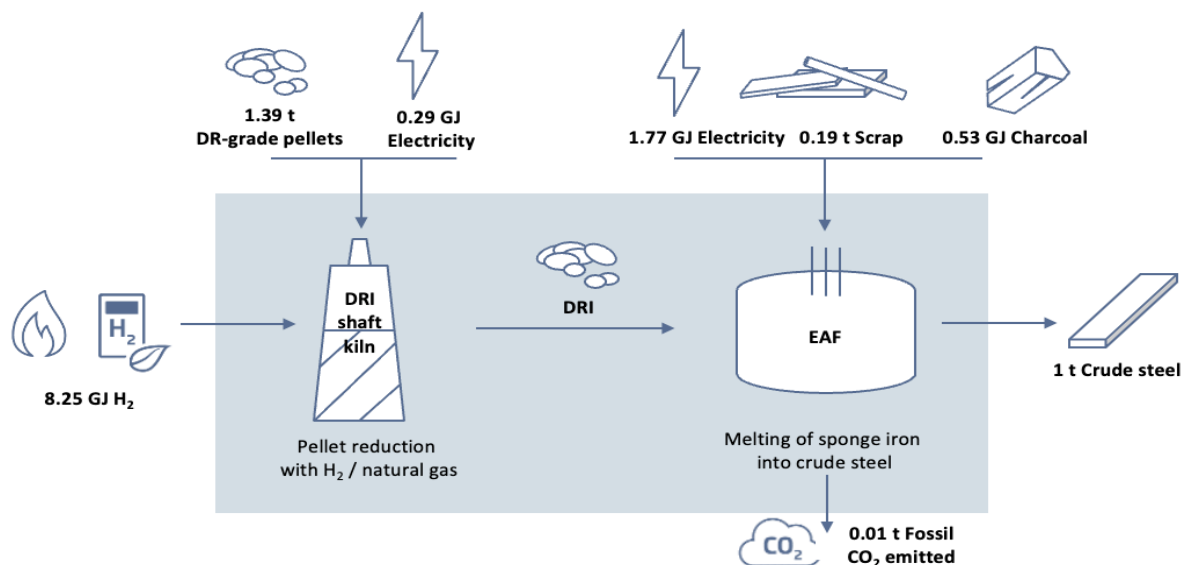 1.39 t
DR-grade pellets
0.29 GJ
Electricity
1.77 GJ Electricity
0.19 t Scrap
0.53 GJ Charcoal
H₂
8.25 GJ H₂
DRI
shaft
kiln
Pellet reduction
with H₂ / natural gas
DRI
EAF
Melting of sponge iron
into crude steel
1 t Crude steel
CO₂
0.01 t Fossil
CO₂ emitted